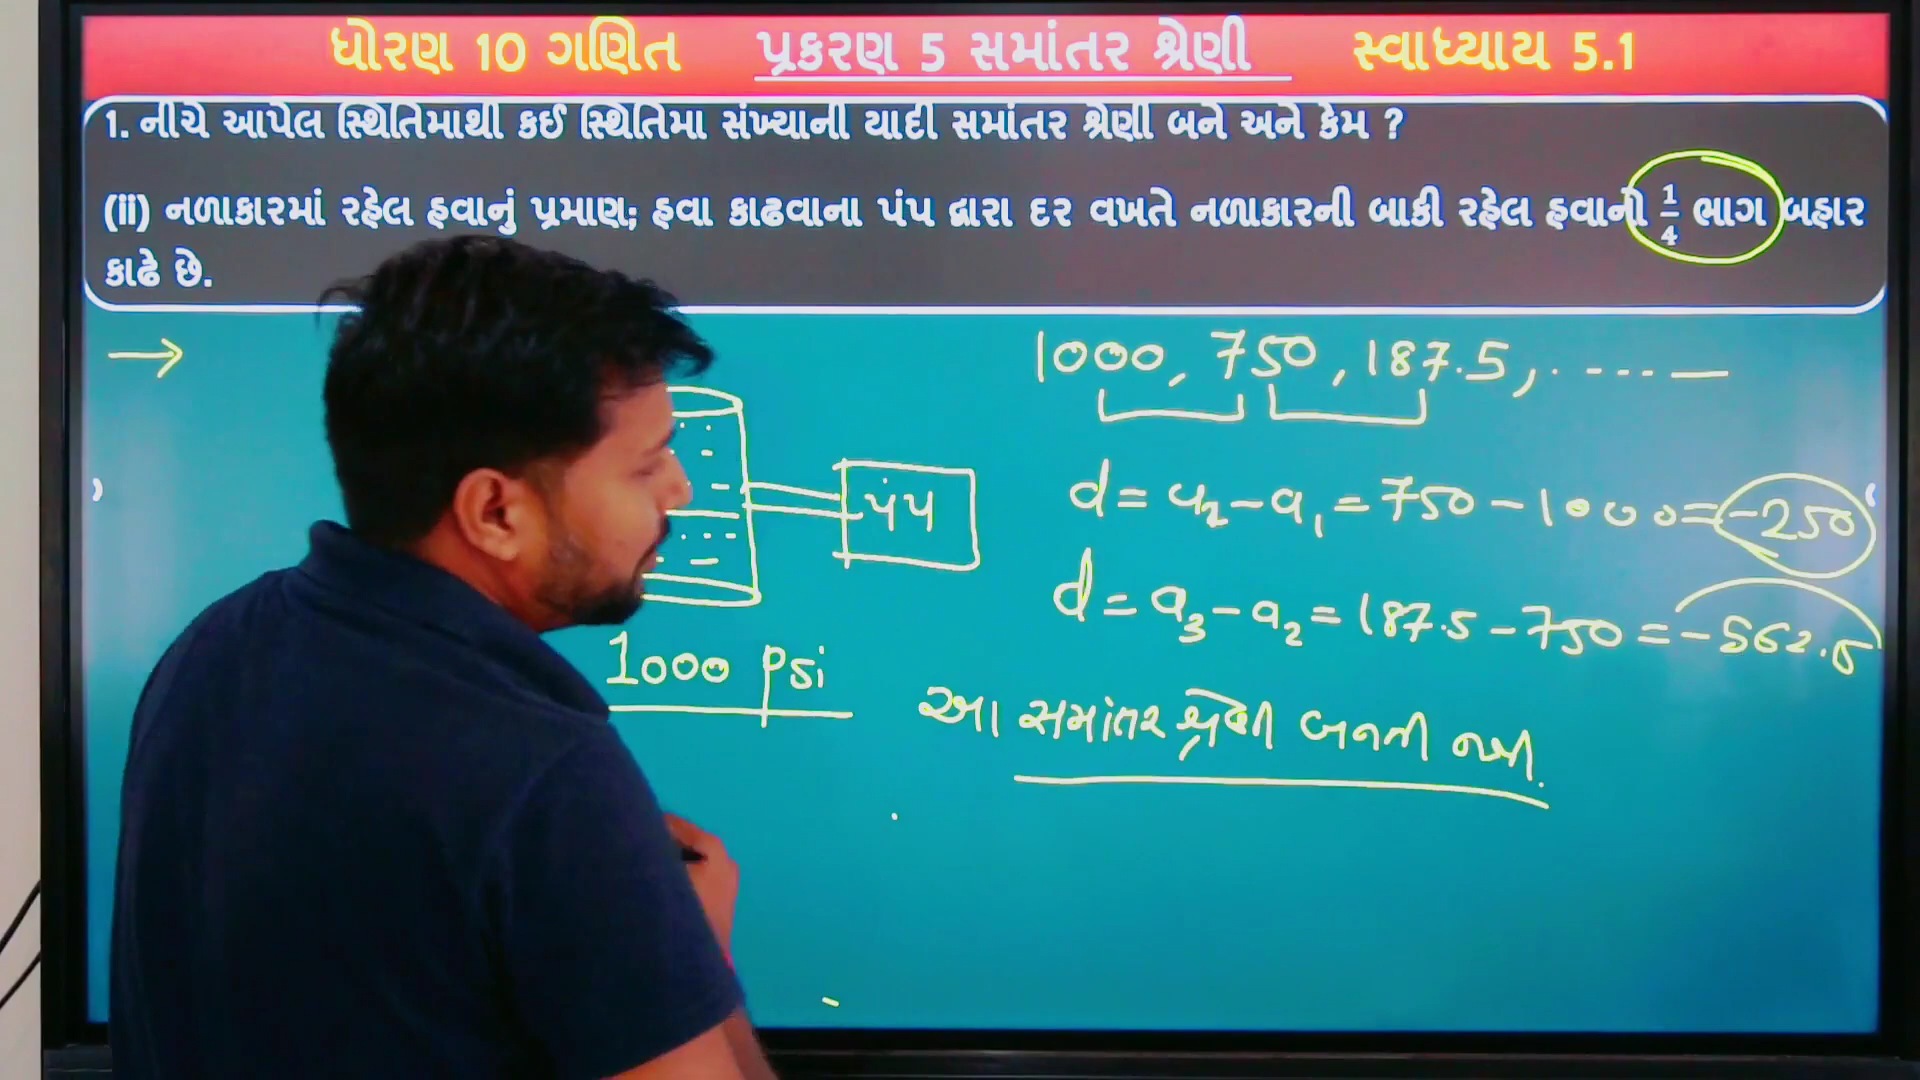 ધોરણ 10 ગણિત પ્રકરણ 5 સમાંતર શ્રેણી સ્વાધ્યાય 5.1
1. નીચે આપેલ સ્થિતિમાથી કઈ સ્થિતિમા સંખ્યાની યાદી સમાંતર શ્રેણી બને અને કેમ ?
(ii) નળાકારમાં રહેલ હવાનું પ્રમાણ; હવા કાઢવાના પંપ દ્વારા દર વખતે નળાકારની બાકી રહેલ હવાનો 1/4 ભાગ બહાર
કાઢે છે.
→
1000, 750, 187.5, . - - - —
પંપ
d = a₂ - a₁ = 750 - 1000 = -250
d = a₃ - a₂ = 187.5 - 750 = -562.5
1000 psi
આ સમાંતર શ્રેણી બનતી નથી.